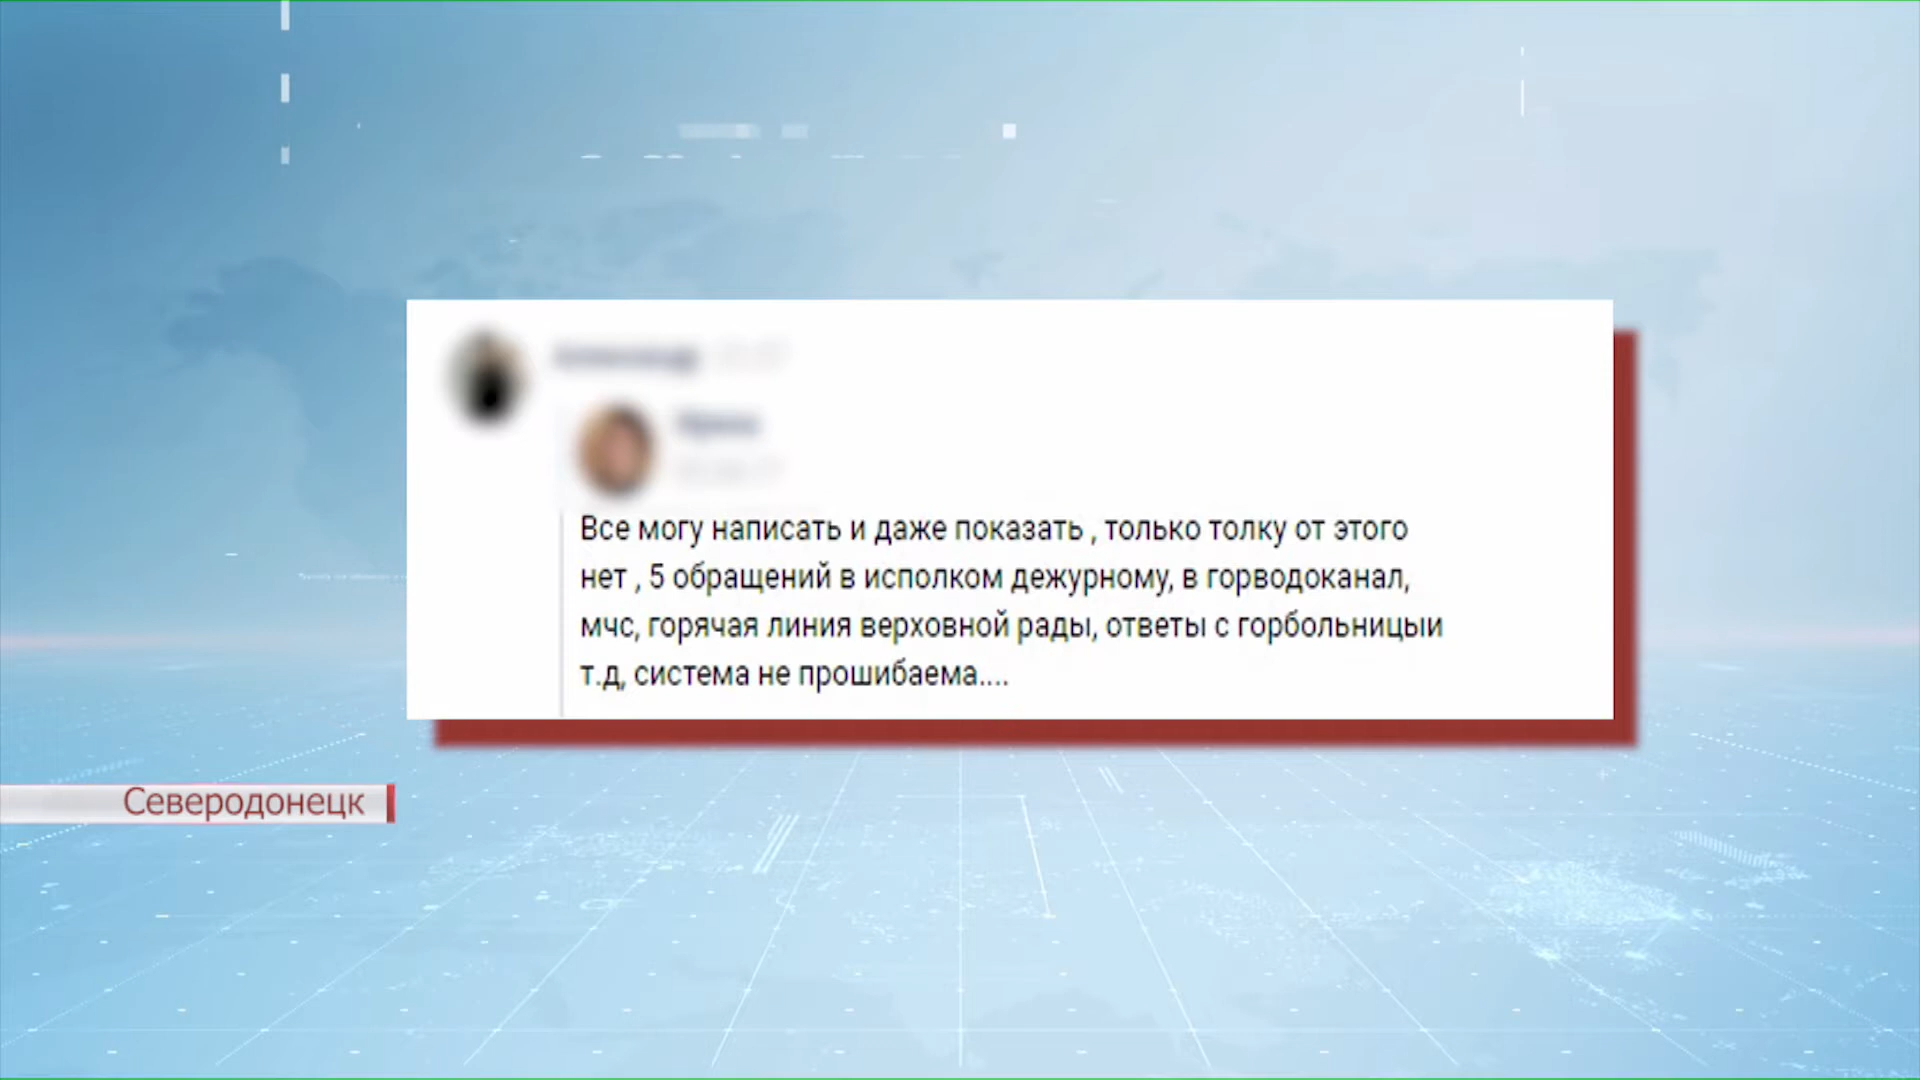 Все могу написать и даже показать , только толку от этого
нет , 5 обращений в исполком дежурному, в горводоканал,
мчс, горячая линия верховной рады, ответы с горбольницыи
т.д, система не прошибаема....
Северодонецк